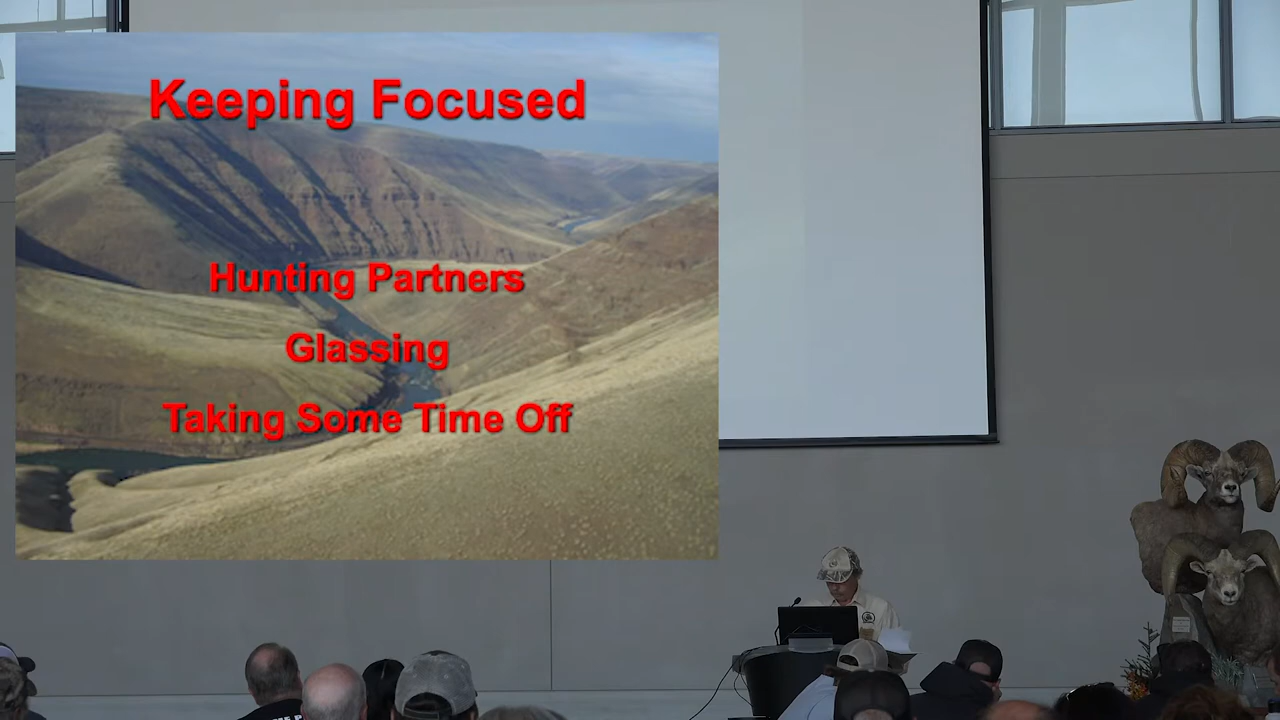 Keeping Focused
Hunting Partners
Glassing
Taking Some Time Off